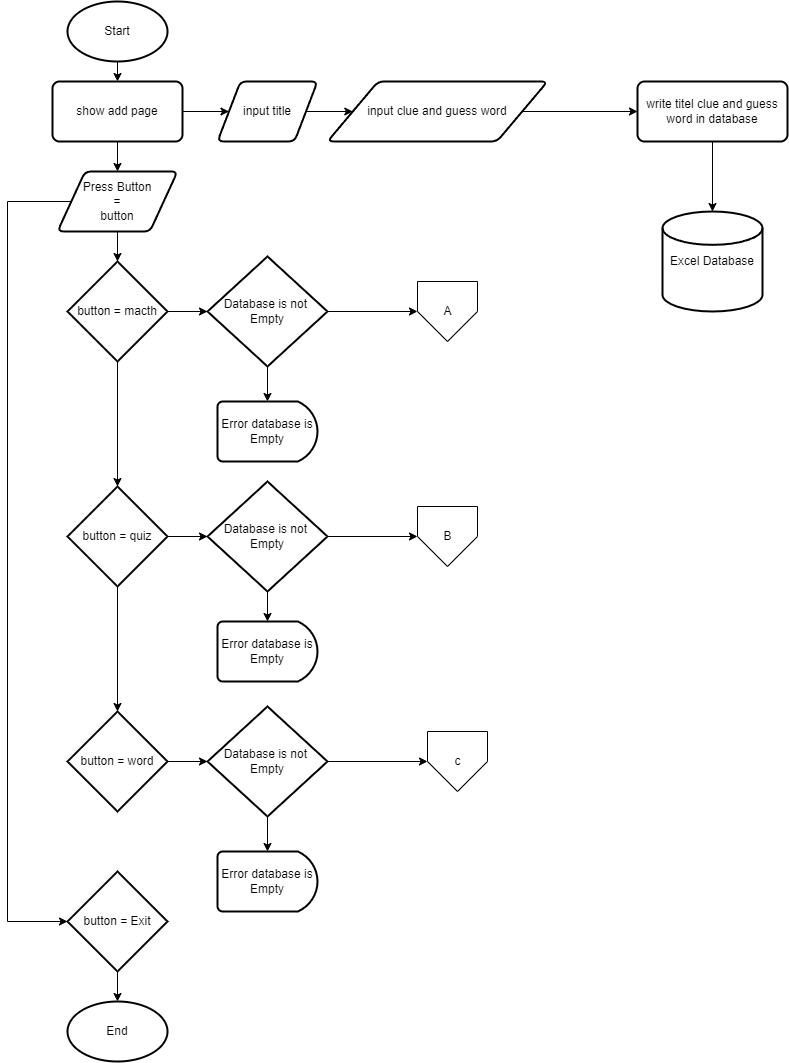 Start
show add page
input title
input clue and guess word
write titel clue and guess
word in database
Press Button
=
button
Excel Database
button = macth
Database is not
Empty
A
Error database is
Empty
button = quiz
Database is not
Empty
B
Error database is
Empty
button = word
Database is not
Empty
c
Error database is
Empty
button = Exit
End